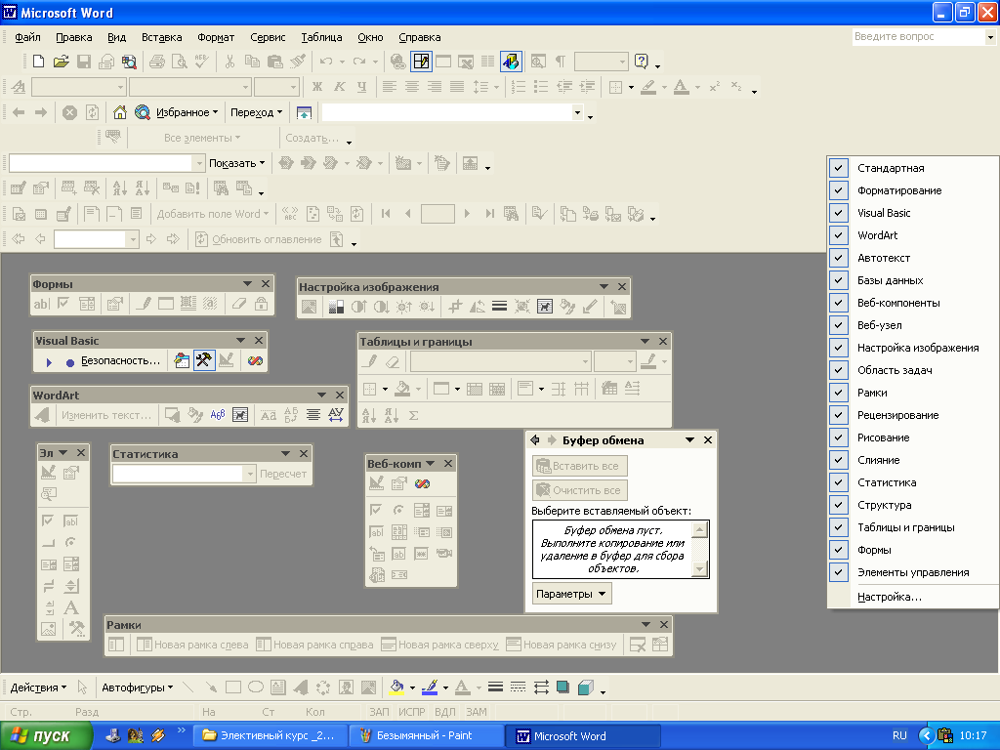 Microsoft Word
Файл Правка Вид Вставка Формат Сервис Таблица Окно Справка
Введите вопрос
Ж К Ч
Избранное Переход
Все элементы Создать...
Показать
Добавить поле Word
Обновить оглавление
Формы
Настройка изображения
Visual Basic
Безопасность...
Таблицы и границы
WordArt
Изменить текст...
Эл
Статистика
Пересчет
Веб-комп
Буфер обмена
Вставить все
Очистить все
Выберите вставляемый объект:
Буфер обмена пуст.
Выполните копирование или
удаление в буфер для сбора
объектов.
Параметры
Рамки
Новая рамка слева Новая рамка справа Новая рамка сверху Новая рамка снизу
Стандартная
Форматирование
Visual Basic
WordArt
Автотекст
Базы данных
Веб-компоненты
Веб-узел
Настройка изображения
Область задач
Рамки
Рецензирование
Рисование
Слияние
Статистика
Структура
Таблицы и границы
Формы
Элементы управления
Настройка...
Действия Автофигуры
Стр. Разд На Ст Кол ЗАП ИСПР ВДЛ ЗАМ
пуск Элективный курс _2... Безымянный - Paint Microsoft Word RU 10:17